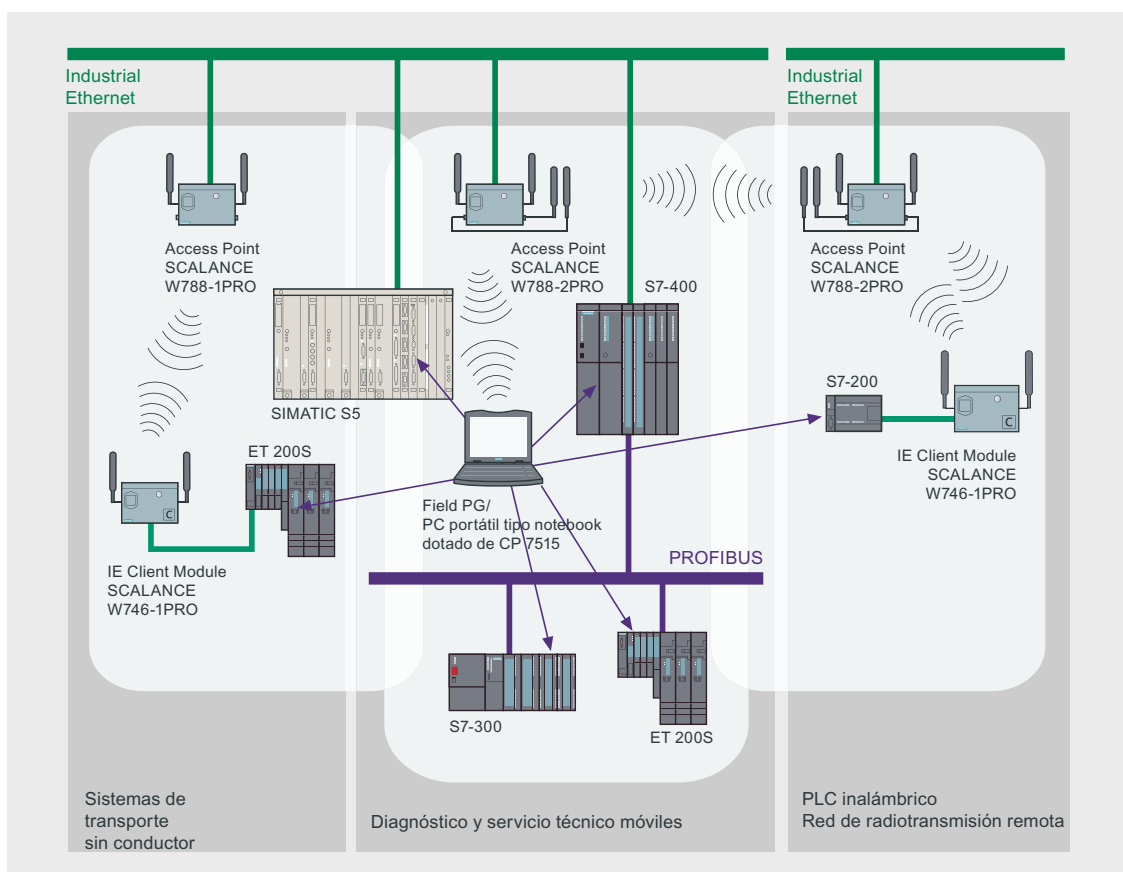 Industrial
Ethernet
Industrial
Ethernet
Access Point
SCALANCE
W788-1PRO
Access Point
SCALANCE
W788-2PRO
S7-400
Access Point
SCALANCE
W788-2PRO
SIMATIC S5
S7-200
C
IE Client Module
SCALANCE
W746-1PRO
ET 200S
C
IE Client Module
SCALANCE
W746-1PRO
Field PG/
PC portátil tipo notebook
dotado de CP 7515
PROFIBUS
S7-300
ET 200S
Sistemas de
transporte
sin conductor
Diagnóstico y servicio técnico móviles
PLC inalámbrico
Red de radiotransmisión remota